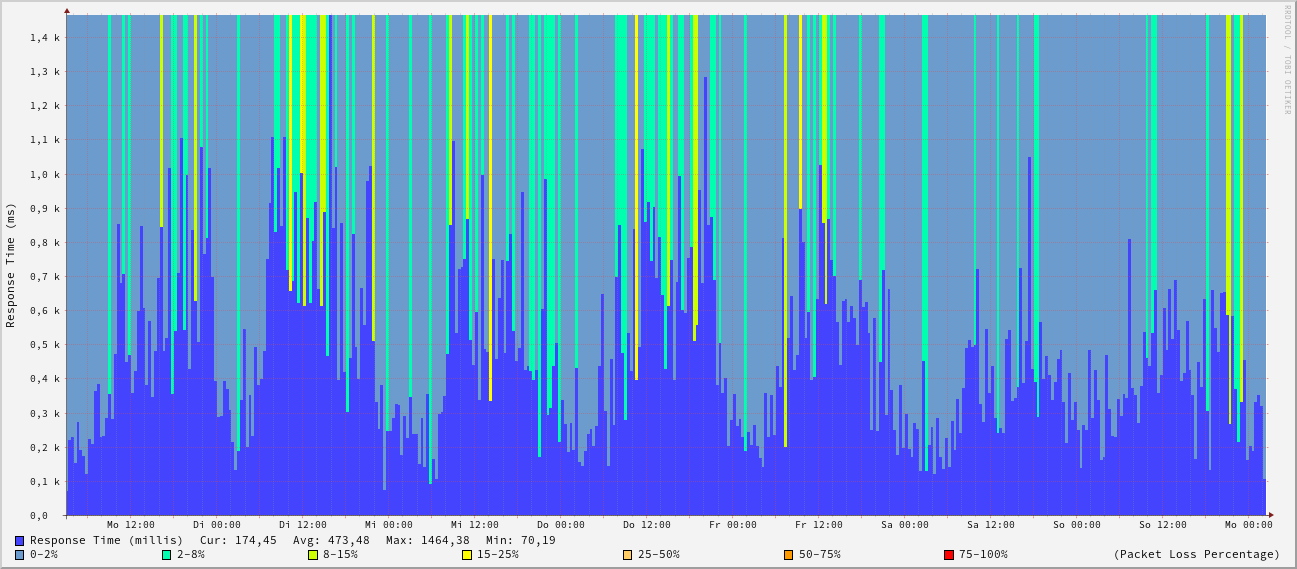 RRDTOOL / TOBI OETIKER
Response Time (ms)
1,4 k
1,3 k
1,2 k
1,1 k
1,0 k
0,9 k
0,8 k
0,7 k
0,6 k
0,5 k
0,4 k
0,3 k
0,2 k
0,1 k
0,0
Mo 12:00 Di 00:00 Di 12:00 Mi 00:00 Mi 12:00 Do 00:00 Do 12:00 Fr 00:00 Fr 12:00 Sa 00:00 Sa 12:00 So 00:00 So 12:00 Mo 00:00
Response Time (millis) Cur: 174,45 Avg: 473,48 Max: 1464,38 Min: 70,19
0-2% 2-8% 8-15% 15-25% 25-50% 50-75% 75-100% (Packet Loss Percentage)